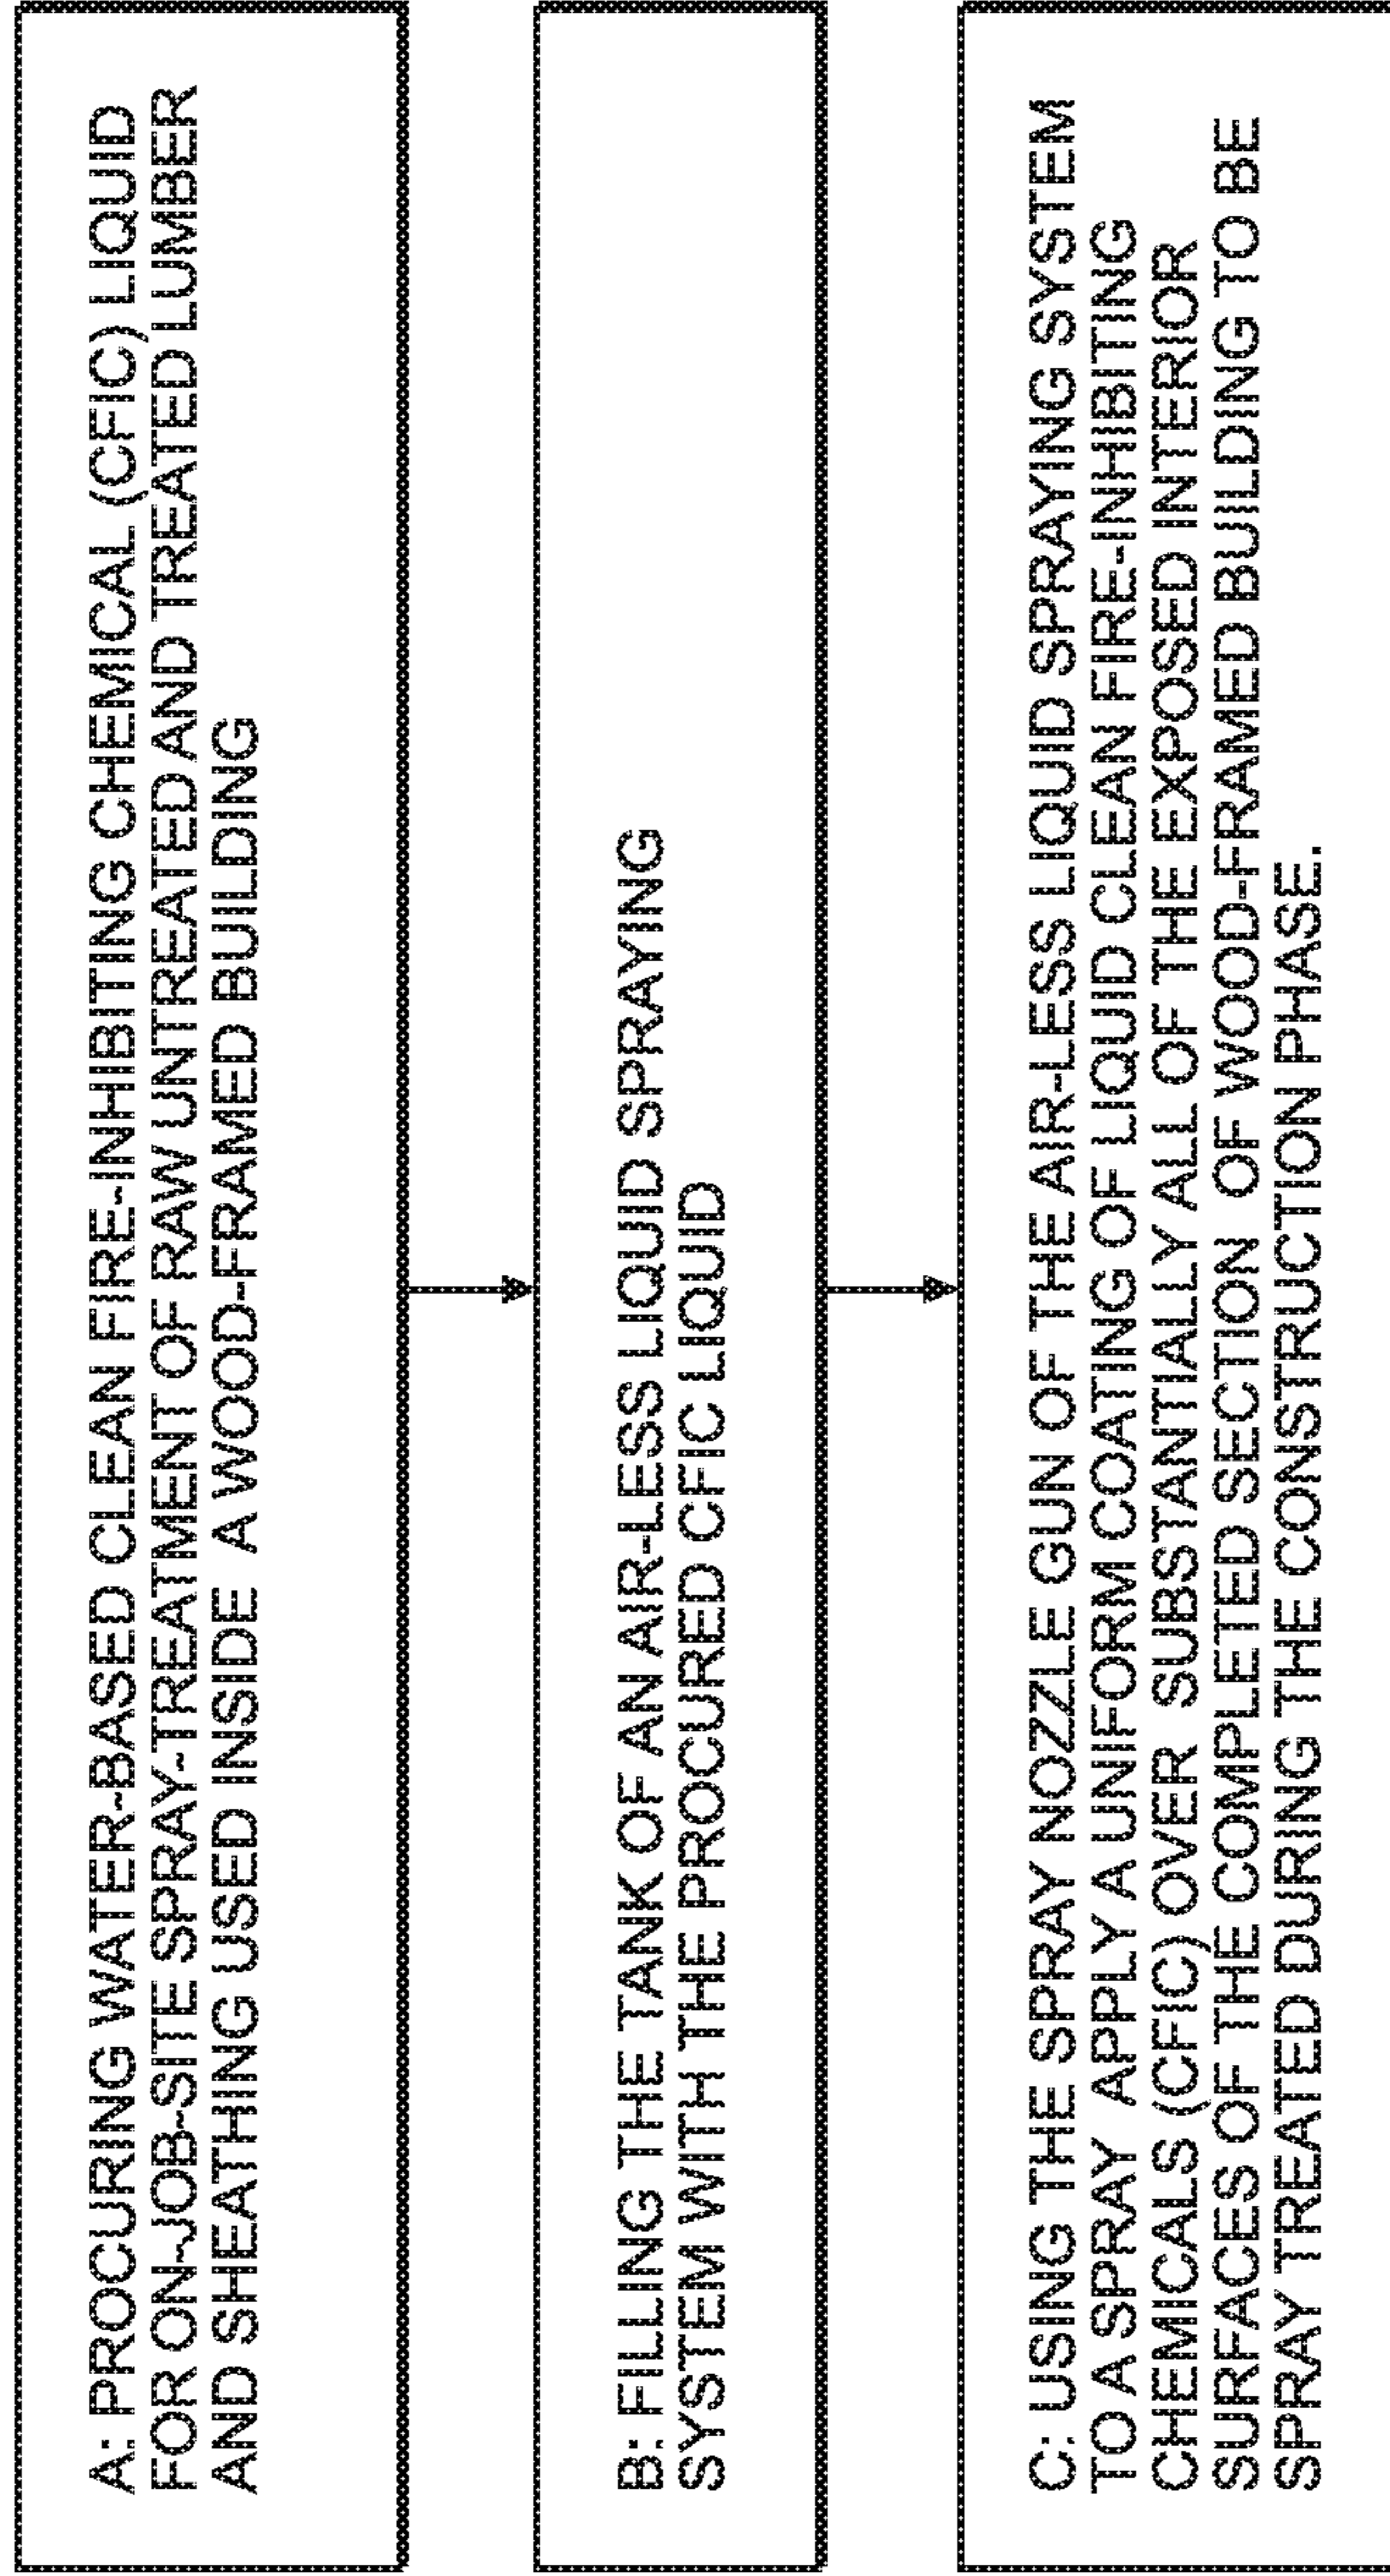 A: PROCURING WATER-BASED CLEAN FIRE-INHIBITING CHEMICAL (CFIC) LIQUID
FOR ON-JOB-SITE SPRAY-TREATMENT OF RAW UNTREATED AND TREATED LUMBER
AND SHEATHING USED INSIDE A WOOD-FRAMED BUILDING
B: FILLING THE TANK OF AN AIR-LESS LIQUID SPRAYING
SYSTEM WITH THE PROCURED CFIC LIQUID
C: USING THE SPRAY NOZZLE GUN OF THE AIR-LESS LIQUID SPRAYING SYSTEM
TO A SPRAY APPLY A UNIFORM COATING OF LIQUID CLEAN FIRE-INHIBITING
CHEMICALS (CFIC) OVER SUBSTANTIALLY ALL OF THE EXPOSED INTERIOR
SURFACES OF THE COMPLETED SECTION OF WOOD-FRAMED BUILDING TO BE
SPRAY TREATED DURING THE CONSTRUCTION PHASE.